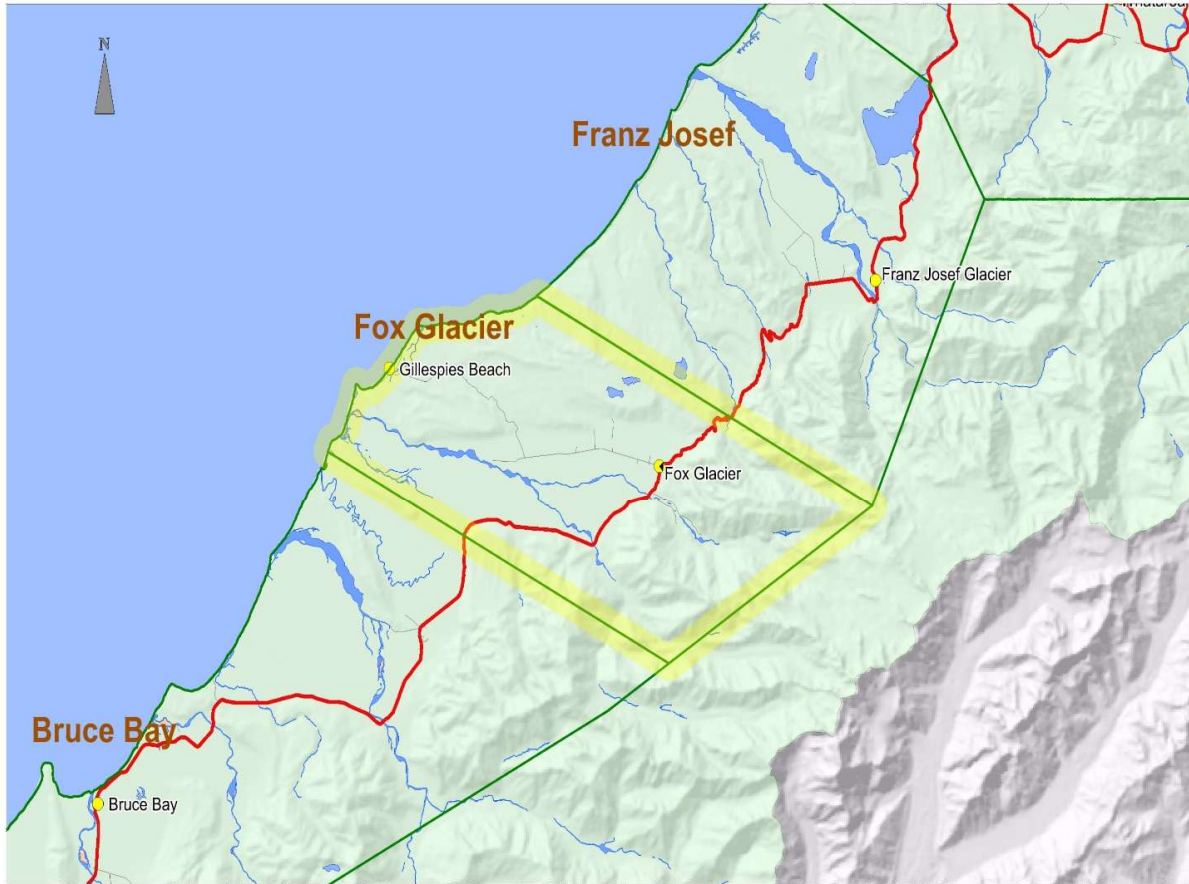 N
Franz Josef
Franz Josef Glacier
Fox Glacier
Gillespies Beach
Fox Glacier
Bruce Bay
Bruce Bay